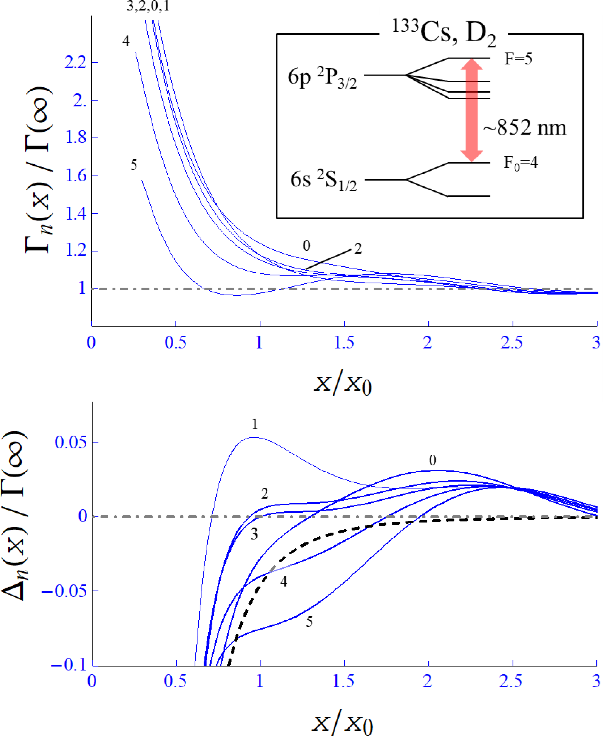 3,2,0,1
4
5
0
2
2.2
2.
1.8
1.6
1.4
1.2
1
Γn(x) / Γ(∞)
133Cs, D2
6p 2P3/2
F=5
~852 nm
6s 2S1/2
F0=4
0 0.5 1 1.5 2 2.5 3
x/x0
0.05
0
−0.05
−0.1
Δn(x) / Γ(∞)
1
0
2
3
4
5
0 0.5 1 1.5 2 2.5 3
x/x0